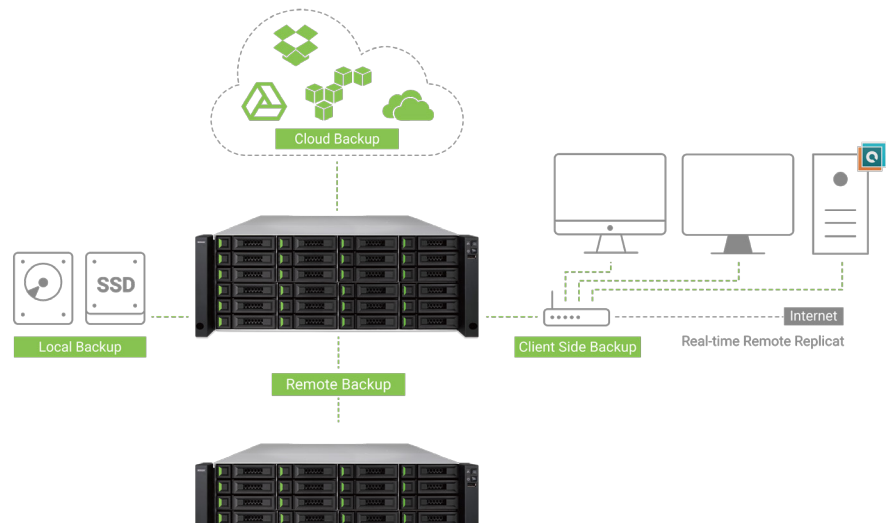 Cloud Backup
SSD
Local Backup
Client Side Backup
Internet
Real-time Remote Replicat
Remote Backup